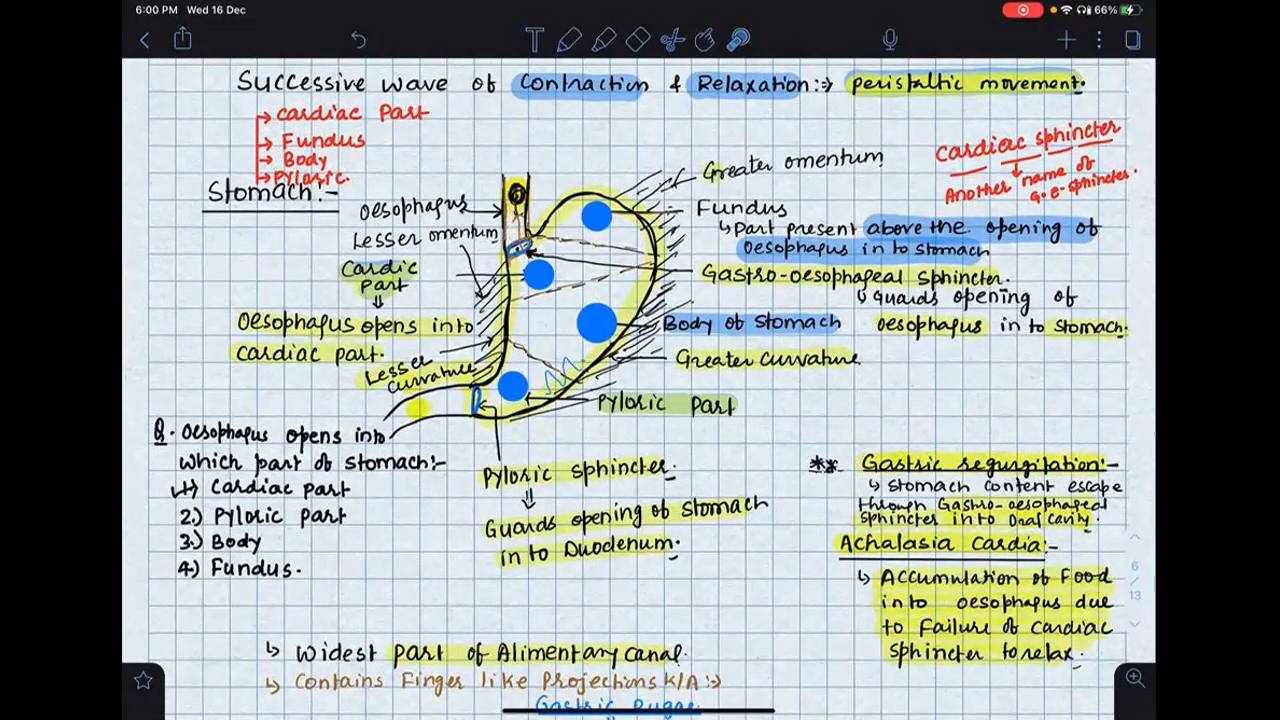 6:00 PM Wed 16 Dec
66%
Successive wave of Contraction & Relaxation:→ peristaltic movement.
→ Cardiac Part
→ Fundus
→ Body
→ Pyloric.
Stomach:-
Cardiac sphincter
Another name of
G.E-sphincter.
Greater omentum
Oesophagus
Lesser omentum
Fundus
↳ Part present above the opening of
Oesophagus in to stomach
Cardic
part
⇓
Oesophagus opens into
cardiac part.
Gastro-oesophageal Sphincter.
↳ Guards opening of
oesophagus in to stomach.
Body of Stomach
Greater curvature
Lesser
curvature
Pyloric Part
Q. Oesophagus opens into
which part of stomach:-
1) Cardiac part
2.) Pyloric part
3.) Body
4) Fundus.
Pyloric sphincter.
⇓
Guards opening of stomach
in to Duodenum.
** Gastric regurgitation:-
↳ stomach content escape
through Gastro-oesophageal
sphincter into Oral cavity.
Achalasia Cardia:-
↳ Accumulation of Food
into oesophagus due
to Failure of cardiac
sphincter to relax.
6
/
13
↳ Widest part of Alimentary canal.
↳ Contains Finger like Projections K/A:→
Gastric Rugae